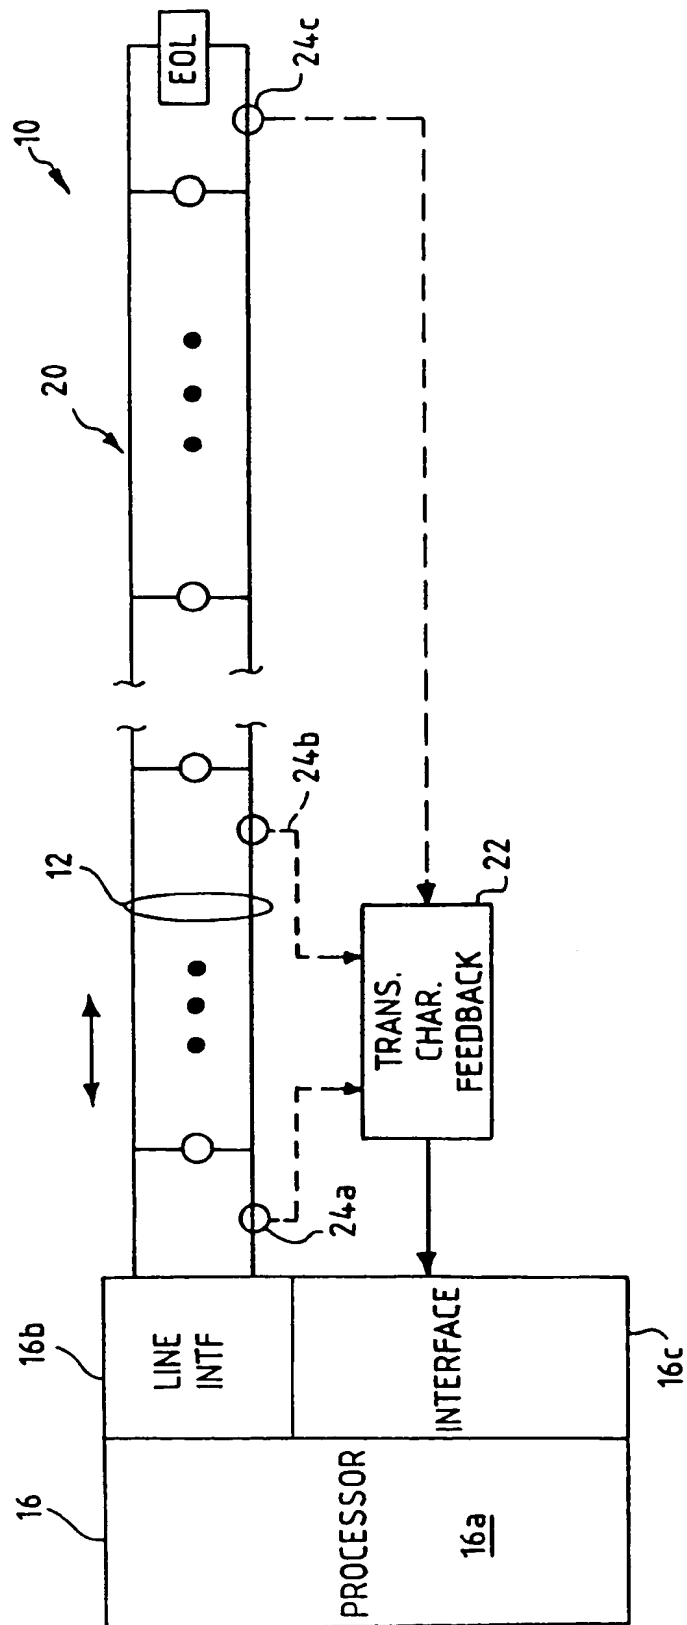 10
20
EOL
24c
12
24b
24a
22
TRANS.
CHAR.
FEEDBACK
16
16b
LINE
INTF
PROCESSOR
16a
INTERFACE
16c